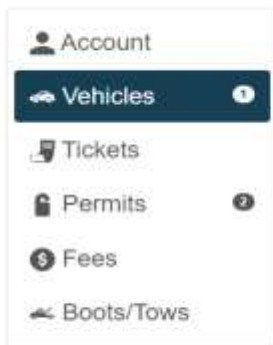 Account
Vehicles 1
Tickets
Permits 2
$ Fees
Boots/Tows